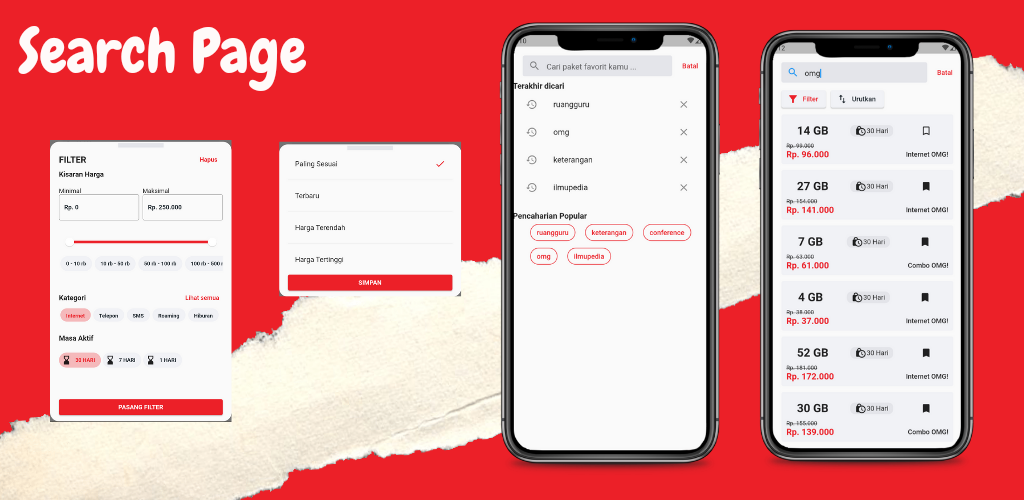 Search Page
FILTER
Hapus
Kisaran Harga
Minimal
Maksimal
Rp. 0
Rp. 250.000
0 - 10 rb
10 rb - 50 rb
50 rb - 100 rb
100 rb - 500 r
Kategori
Lihat semua
Internet
Telepon
SMS
Roaming
Hiburan
Masa Aktif
30 HARI
7 HARI
1 HARI
PASANG FILTER
Paling Sesuai
Terbaru
Harga Terendah
Harga Tertinggi
SIMPAN
Cari paket favorit kamu ...
Batal
Terakhir dicari
ruangguru
omg
keterangan
ilmupedia
Pencaharian Popular
ruangguru
keterangan
conference
omg
ilmupedia
omg
Batal
Filter
Urutkan
14 GB
30 Hari
Rp. 99.000
Rp. 96.000
Internet OMG!
27 GB
30 Hari
Rp. 154.000
Rp. 141.000
Internet OMG!
7 GB
30 Hari
Rp. 63.000
Rp. 61.000
Combo OMG!
4 GB
30 Hari
Rp. 38.000
Rp. 37.000
Internet OMG!
52 GB
30 Hari
Rp. 181.000
Rp. 172.000
Internet OMG!
30 GB
30 Hari
Rp. 155.000
Rp. 139.000
Combo OMG!